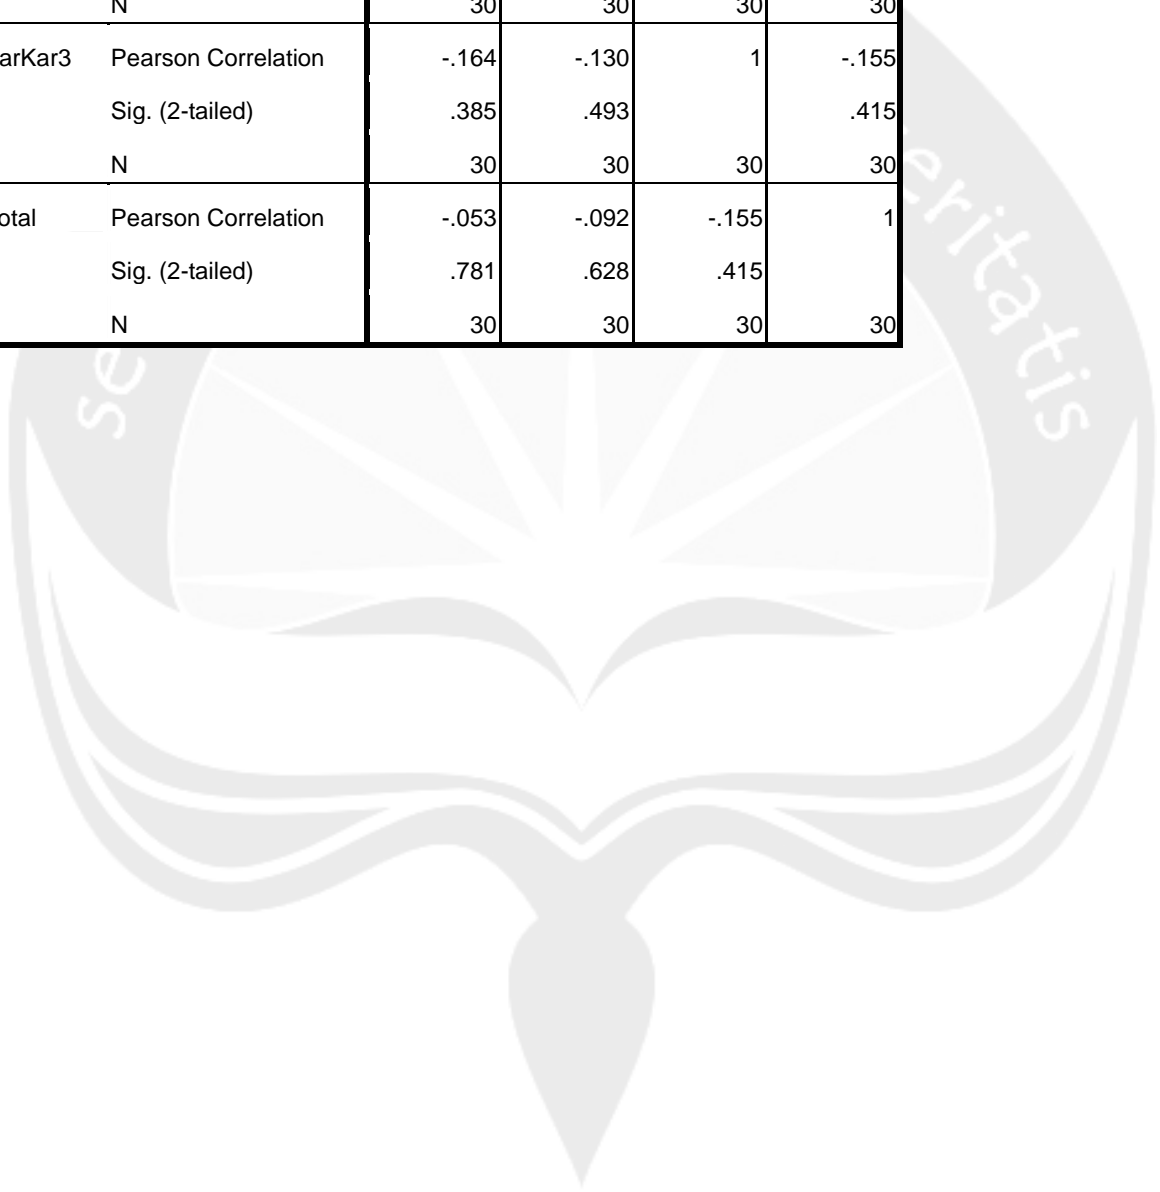 N 30 30 30 30
arKar3 Pearson Correlation -.164 -.130 1 -.155
Sig. (2-tailed) .385 .493 .415
N 30 30 30 30
otal Pearson Correlation -.053 -.092 -.155 1
Sig. (2-tailed) .781 .628 .415
N 30 30 30 30
se
eritatis